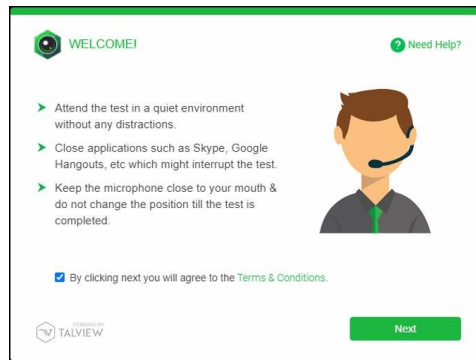 WELCOME!
? Need Help?
Attend the test in a quiet environment
without any distractions.
Close applications such as Skype, Google
Hangouts, etc which might interrupt the test.
Keep the microphone close to your mouth &
do not change the position till the test is
completed.
By clicking next you will agree to the Terms & Conditions.
POWERED BY
TALVIEW
Next